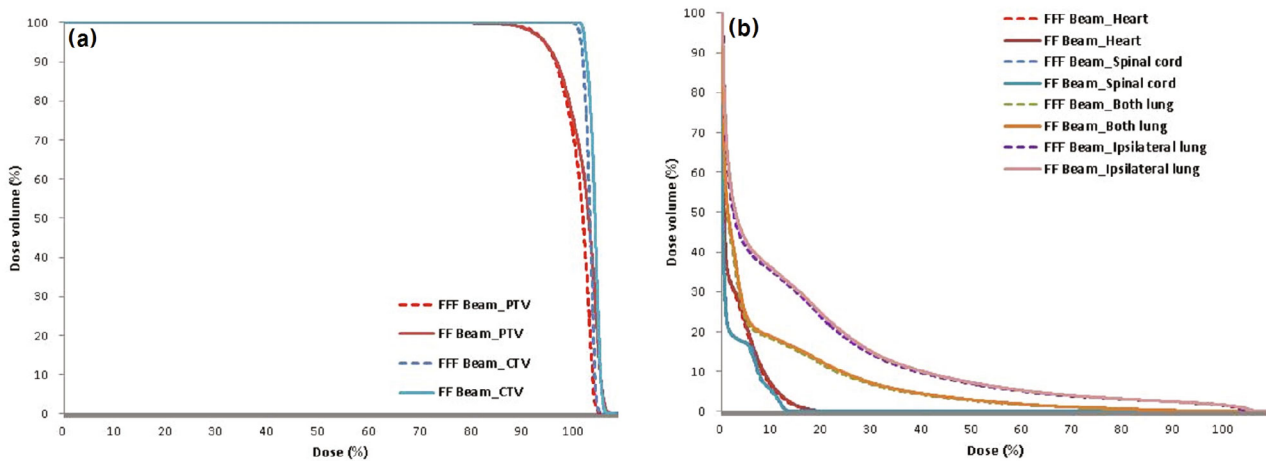 (a)
Dose volume (%)
100
90
80
70
60
50
40
30
20
10
0
0 10 20 30 40 50 60 70 80 90 100
Dose (%)
FFF Beam_PTV
FF Beam_PTV
FFF Beam_CTV
FF Beam_CTV
(b)
Dose volume (%)
100
90
80
70
60
50
40
30
20
10
0
0 10 20 30 40 50 60 70 80 90 100
Dose (%)
FFF Beam_Heart
FF Beam_Heart
FFF Beam_Spinal cord
FF Beam_Spinal cord
FFF Beam_Both lung
FF Beam_Both lung
FFF Beam_Ipsilateral lung
FF Beam_Ipsilateral lung